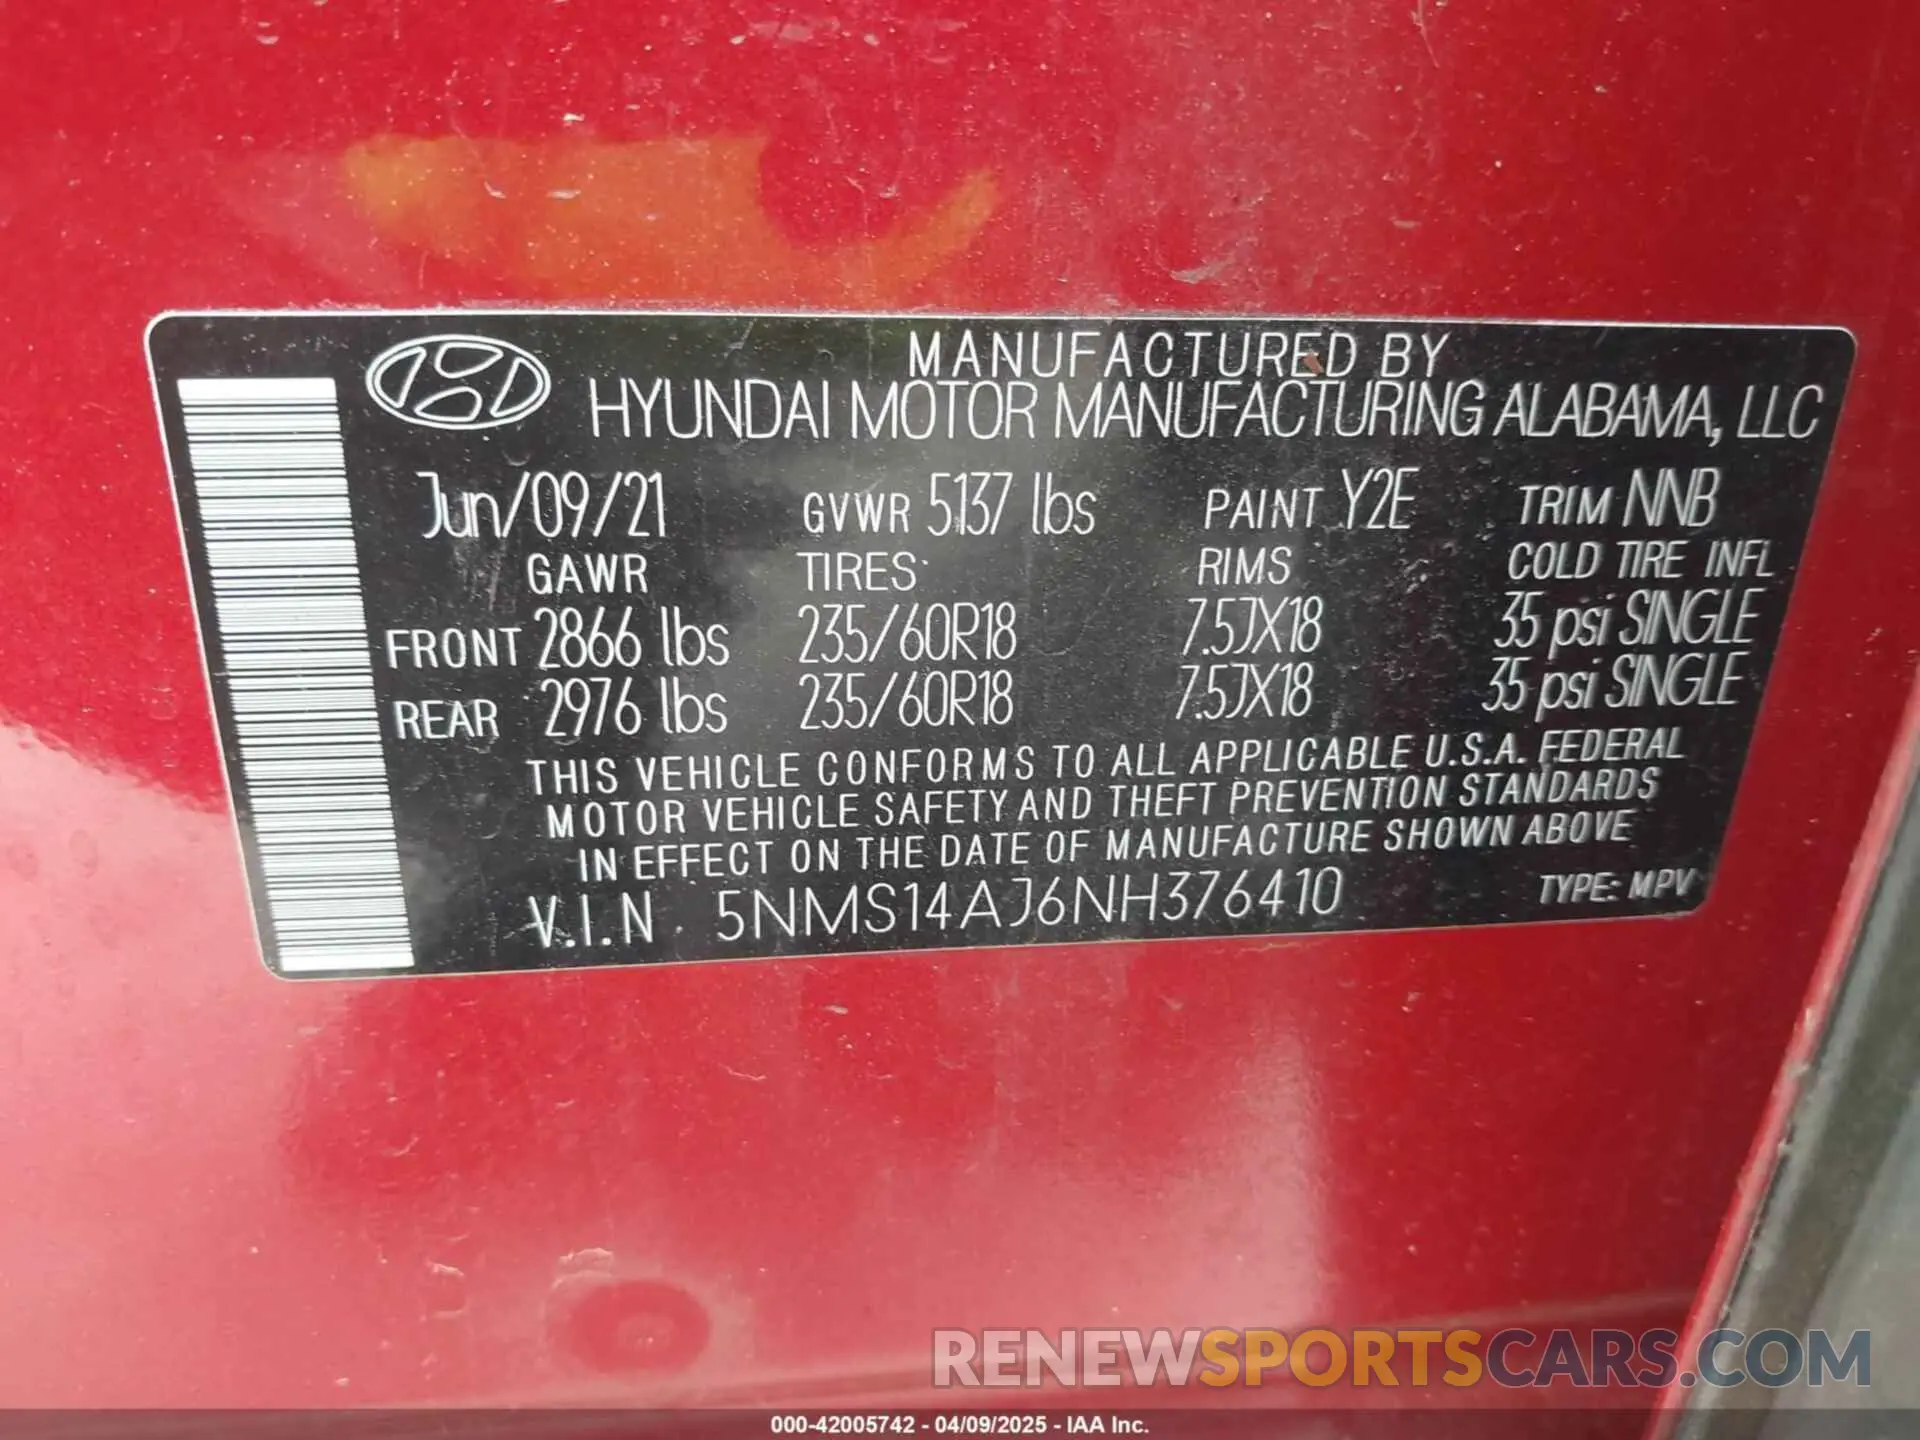 MANUFACTURED BY
HYUNDAI MOTOR MANUFACTURING ALABAMA, LLC
Jun/09/21 GVWR 5137 lbs PAINT Y2E TRIM NNB
GAWR TIRES RIMS COLD TIRE INFL
FRONT 2866 lbs 235/60R18 7.5JX18 35 psi SINGLE
REAR 2976 lbs 235/60R18 7.5JX18 35 psi SINGLE
THIS VEHICLE CONFORMS TO ALL APPLICABLE U.S.A. FEDERAL
MOTOR VEHICLE SAFETY AND THEFT PREVENTION STANDARDS
IN EFFECT ON THE DATE OF MANUFACTURE SHOWN ABOVE
V.I.N 5NMS14AJ6NH376410 TYPE: MPV
RENEWSPORTSCARS.COM
000-42005742 - 04/09/2025 - IAA Inc.